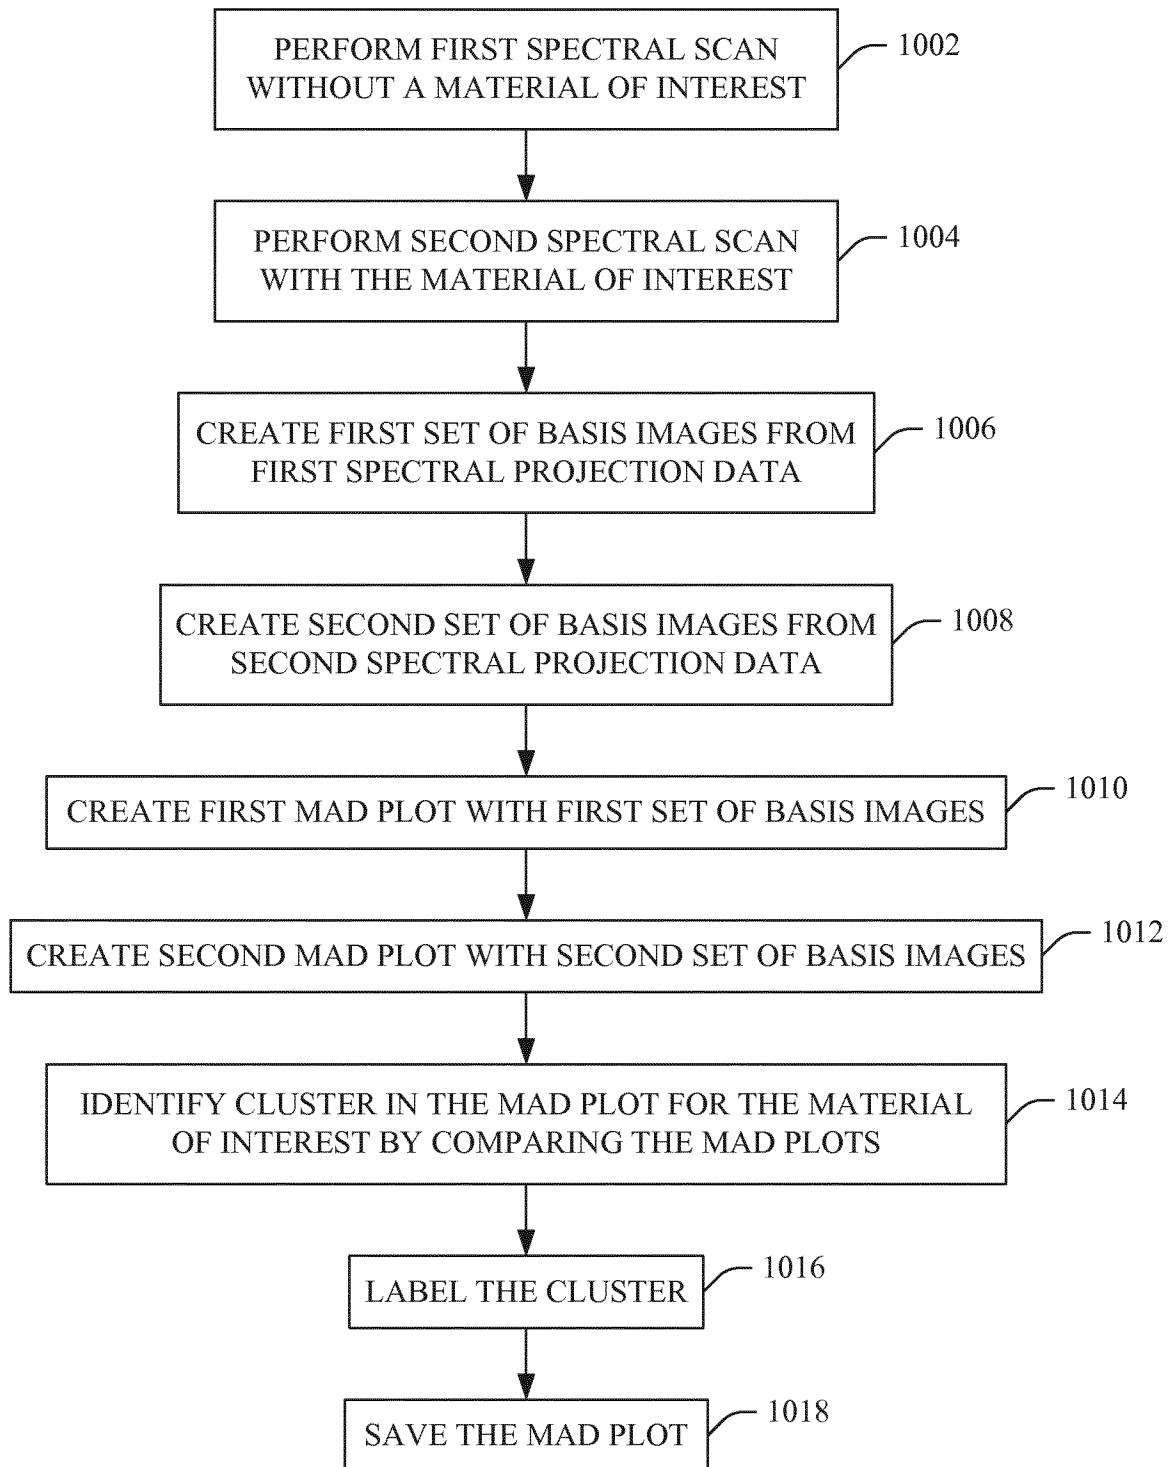 PERFORM FIRST SPECTRAL SCAN
WITHOUT A MATERIAL OF INTEREST
1002
PERFORM SECOND SPECTRAL SCAN
WITH THE MATERIAL OF INTEREST
1004
CREATE FIRST SET OF BASIS IMAGES FROM
FIRST SPECTRAL PROJECTION DATA
1006
CREATE SECOND SET OF BASIS IMAGES FROM
SECOND SPECTRAL PROJECTION DATA
1008
CREATE FIRST MAD PLOT WITH FIRST SET OF BASIS IMAGES
1010
CREATE SECOND MAD PLOT WITH SECOND SET OF BASIS IMAGES
1012
IDENTIFY CLUSTER IN THE MAD PLOT FOR THE MATERIAL
OF INTEREST BY COMPARING THE MAD PLOTS
1014
LABEL THE CLUSTER
1016
SAVE THE MAD PLOT
1018